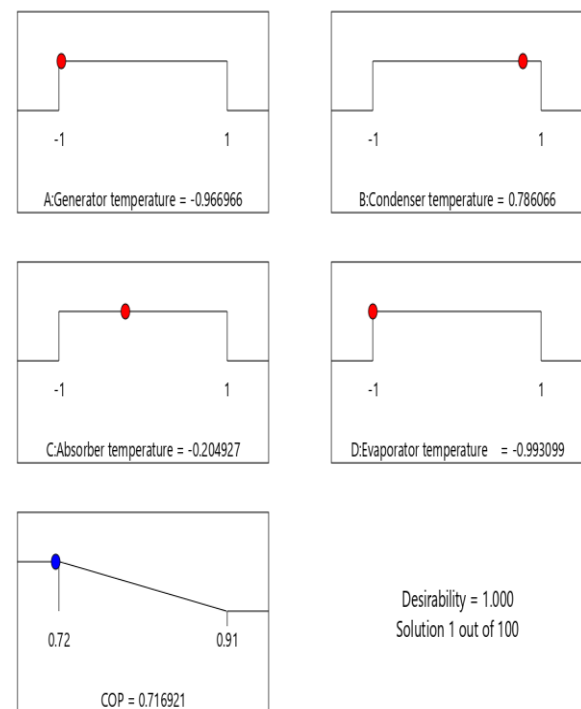 -1 1
A:Generator temperature = -0.966966
-1 1
B:Condenser temperature = 0.786066
-1 1
C:Absorber temperature = -0.204927
-1 1
D:Evaporator temperature = -0.993099
0.72 0.91
COP = 0.716921
Desirability = 1.000
Solution 1 out of 100